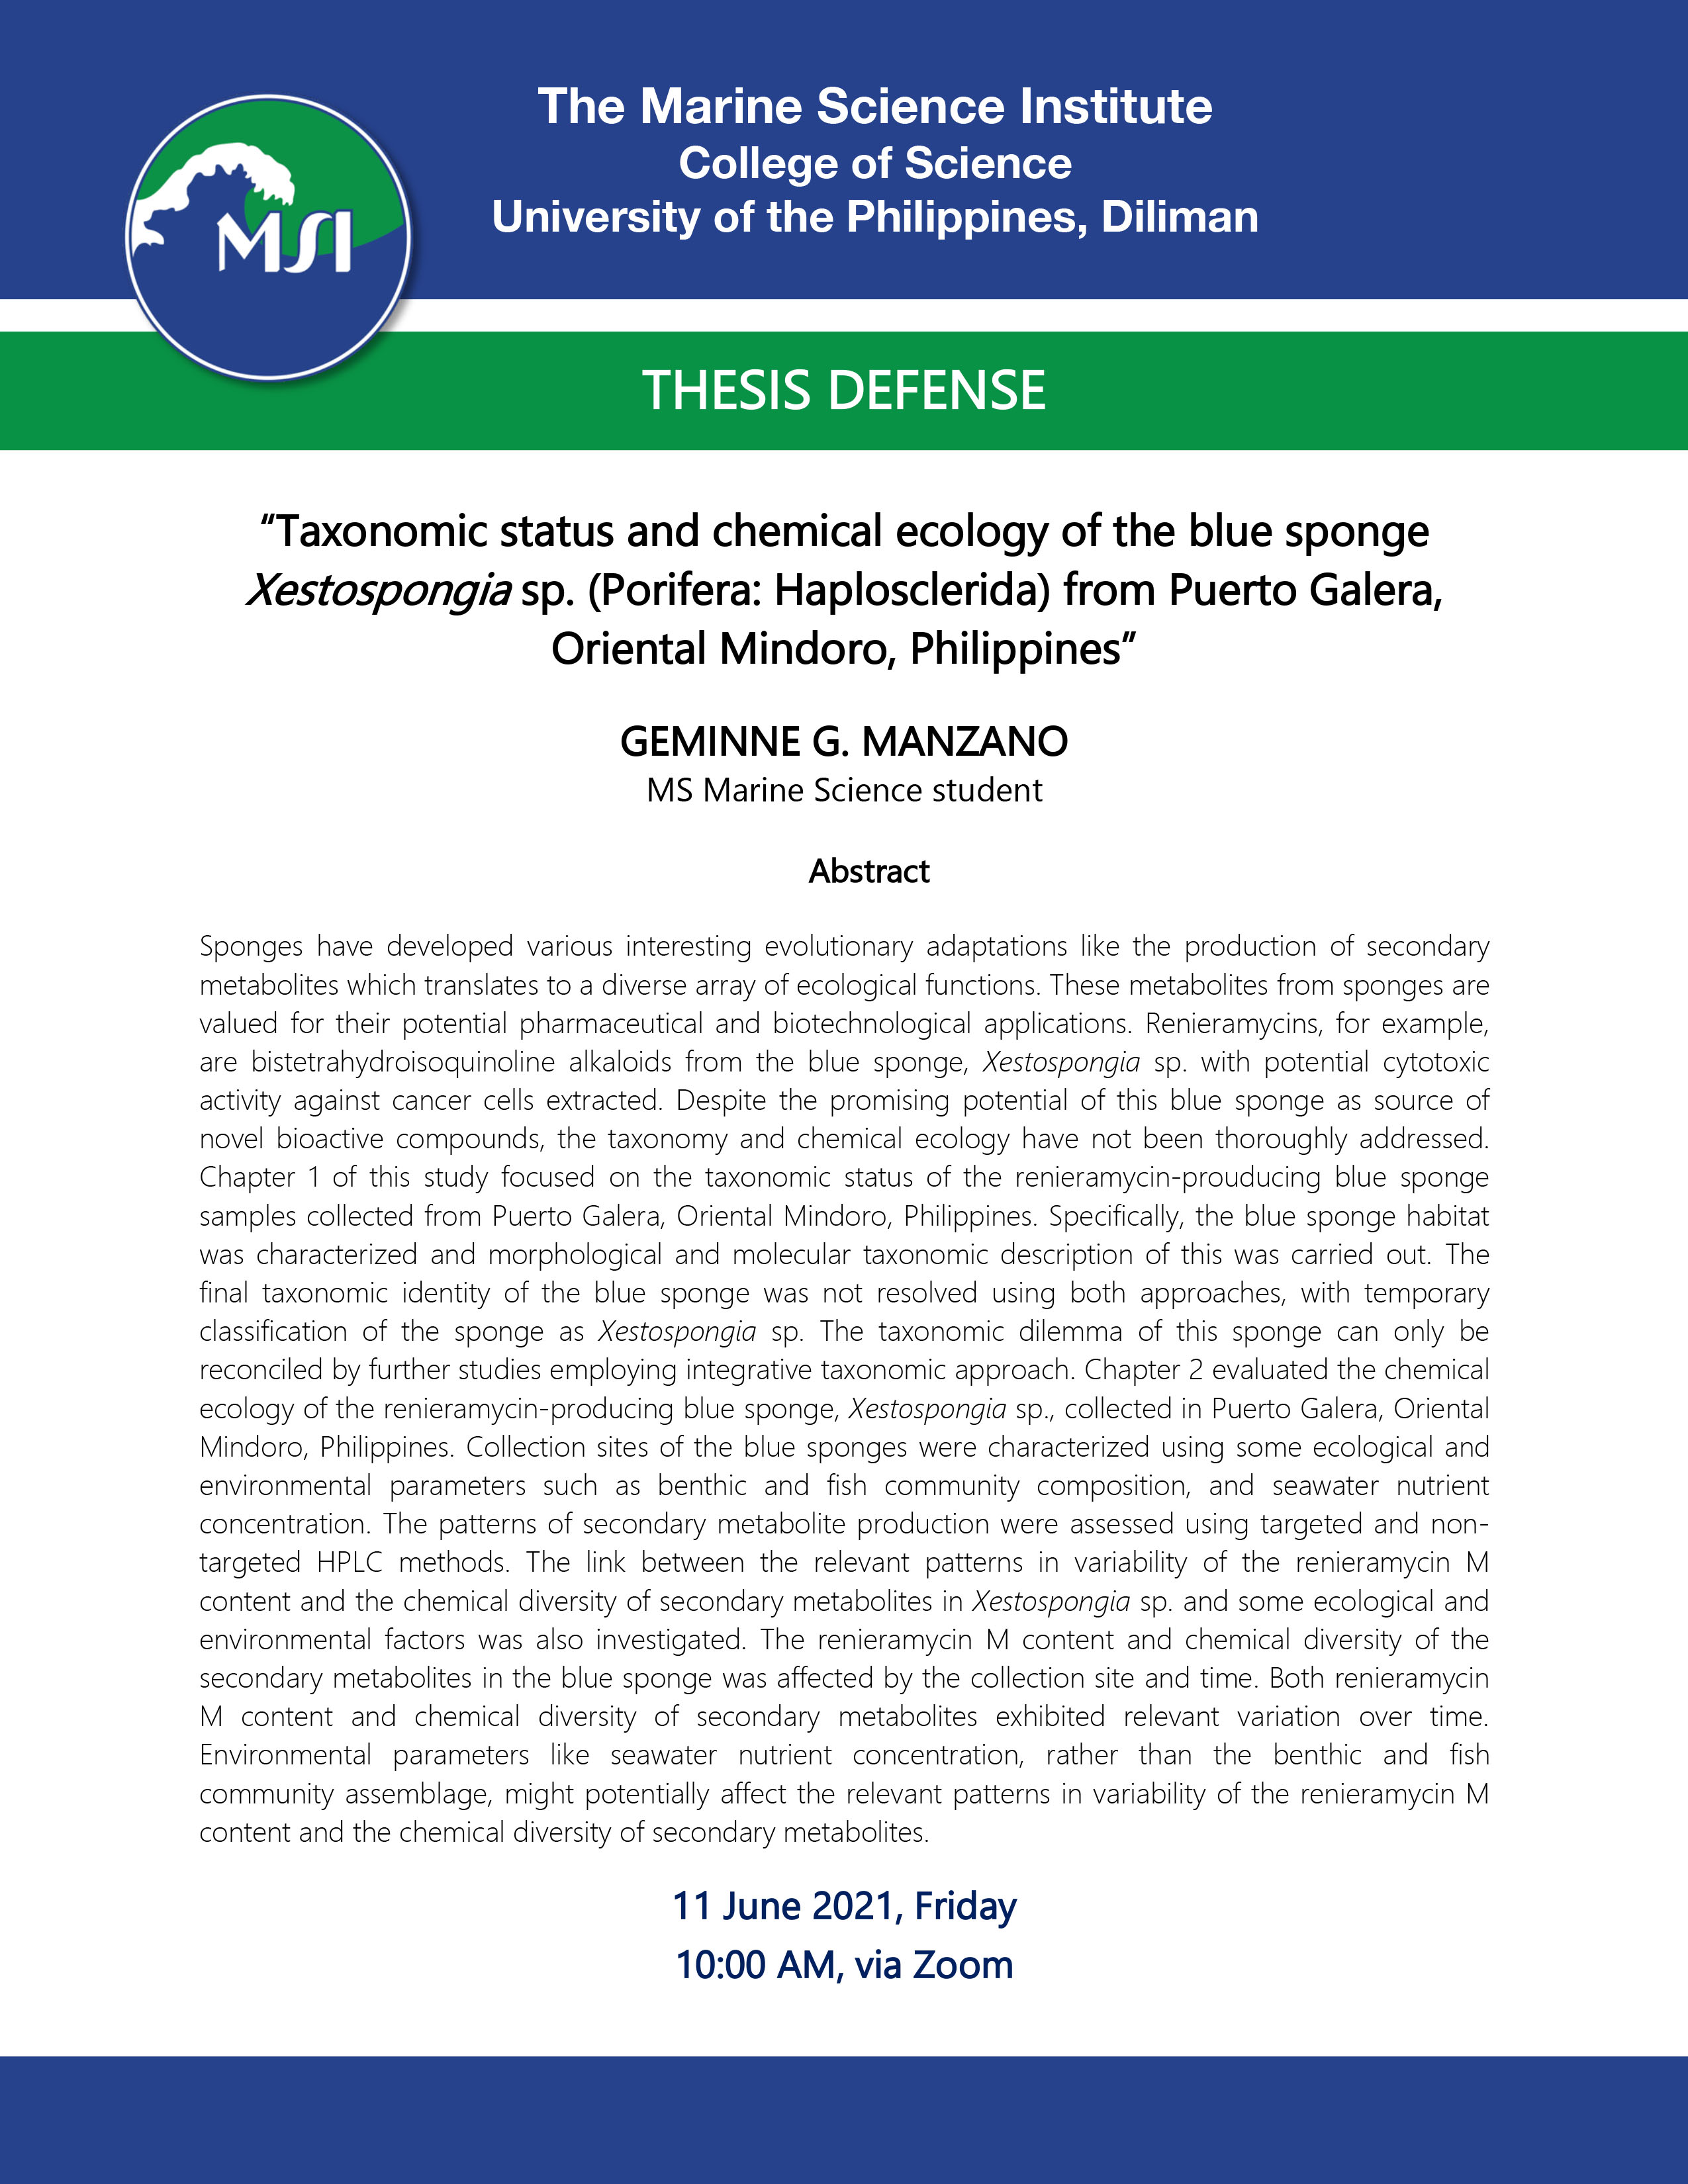 The Marine Science Institute
College of Science
University of the Philippines, Diliman
MSI
THESIS DEFENSE
“Taxonomic status and chemical ecology of the blue sponge
Xestospongia sp. (Porifera: Haplosclerida) from Puerto Galera,
Oriental Mindoro, Philippines”
GEMINNE G. MANZANO
MS Marine Science student
Abstract
Sponges have developed various interesting evolutionary adaptations like the production of secondary
metabolites which translates to a diverse array of ecological functions. These metabolites from sponges are
valued for their potential pharmaceutical and biotechnological applications. Renieramycins, for example,
are bistetrahydroisoquinoline alkaloids from the blue sponge, Xestospongia sp. with potential cytotoxic
activity against cancer cells extracted. Despite the promising potential of this blue sponge as source of
novel bioactive compounds, the taxonomy and chemical ecology have not been thoroughly addressed.
Chapter 1 of this study focused on the taxonomic status of the renieramycin-prouducing blue sponge
samples collected from Puerto Galera, Oriental Mindoro, Philippines. Specifically, the blue sponge habitat
was characterized and morphological and molecular taxonomic description of this was carried out. The
final taxonomic identity of the blue sponge was not resolved using both approaches, with temporary
classification of the sponge as Xestospongia sp. The taxonomic dilemma of this sponge can only be
reconciled by further studies employing integrative taxonomic approach. Chapter 2 evaluated the chemical
ecology of the renieramycin-producing blue sponge, Xestospongia sp., collected in Puerto Galera, Oriental
Mindoro, Philippines. Collection sites of the blue sponges were characterized using some ecological and
environmental parameters such as benthic and fish community composition, and seawater nutrient
concentration. The patterns of secondary metabolite production were assessed using targeted and non-
targeted HPLC methods. The link between the relevant patterns in variability of the renieramycin M
content and the chemical diversity of secondary metabolites in Xestospongia sp. and some ecological and
environmental factors was also investigated. The renieramycin M content and chemical diversity of the
secondary metabolites in the blue sponge was affected by the collection site and time. Both renieramycin
M content and chemical diversity of secondary metabolites exhibited relevant variation over time.
Environmental parameters like seawater nutrient concentration, rather than the benthic and fish
community assemblage, might potentially affect the relevant patterns in variability of the renieramycin M
content and the chemical diversity of secondary metabolites.
11 June 2021, Friday
10:00 AM, via Zoom